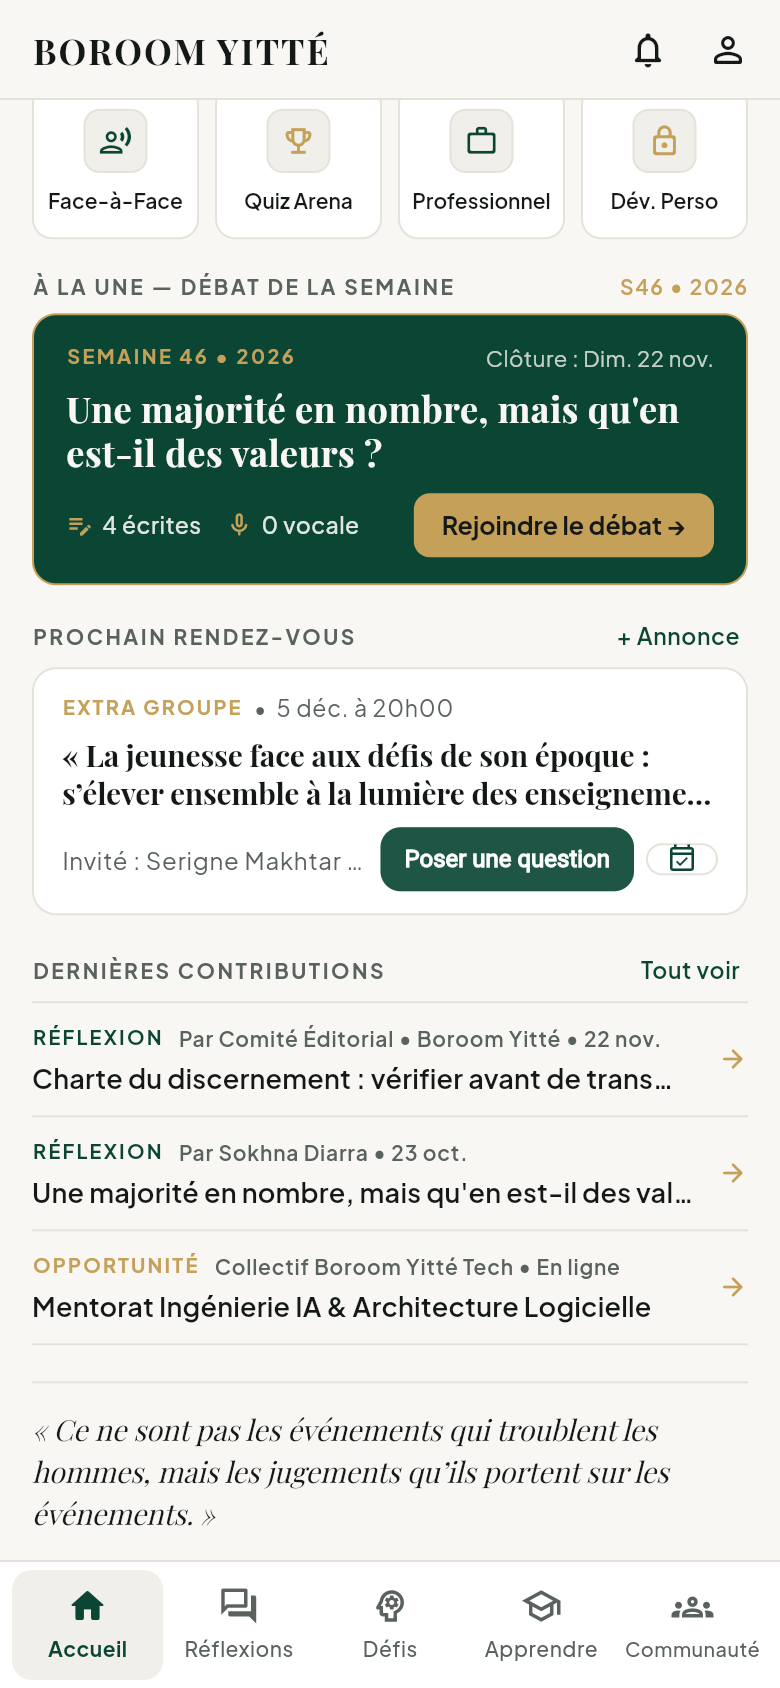 BOROOM YITTÉ
Face-à-Face
Quiz Arena
Professionnel
Dév. Perso
À LA UNE — DÉBAT DE LA SEMAINE
S46 • 2026
SEMAINE 46 • 2026
Clôture : Dim. 22 nov.
Une majorité en nombre, mais qu'en
est-il des valeurs ?
4 écrites
0 vocale
Rejoindre le débat →
PROCHAIN RENDEZ-VOUS
+ Annonce
EXTRA GROUPE • 5 déc. à 20h00
« La jeunesse face aux défis de son époque :
s’élever ensemble à la lumière des enseigneme...
Invité : Serigne Makhtar ...
Poser une question
DERNIÈRES CONTRIBUTIONS
Tout voir
RÉFLEXION Par Comité Éditorial • Boroom Yitté • 22 nov.
Charte du discernement : vérifier avant de trans...
RÉFLEXION Par Sokhna Diarra • 23 oct.
Une majorité en nombre, mais qu'en est-il des val...
OPPORTUNITÉ Collectif Boroom Yitté Tech • En ligne
Mentorat Ingénierie IA & Architecture Logicielle
« Ce ne sont pas les événements qui troublent les
hommes, mais les jugements qu’ils portent sur les
événements. »
Accueil
Réflexions
Défis
Apprendre
Communauté